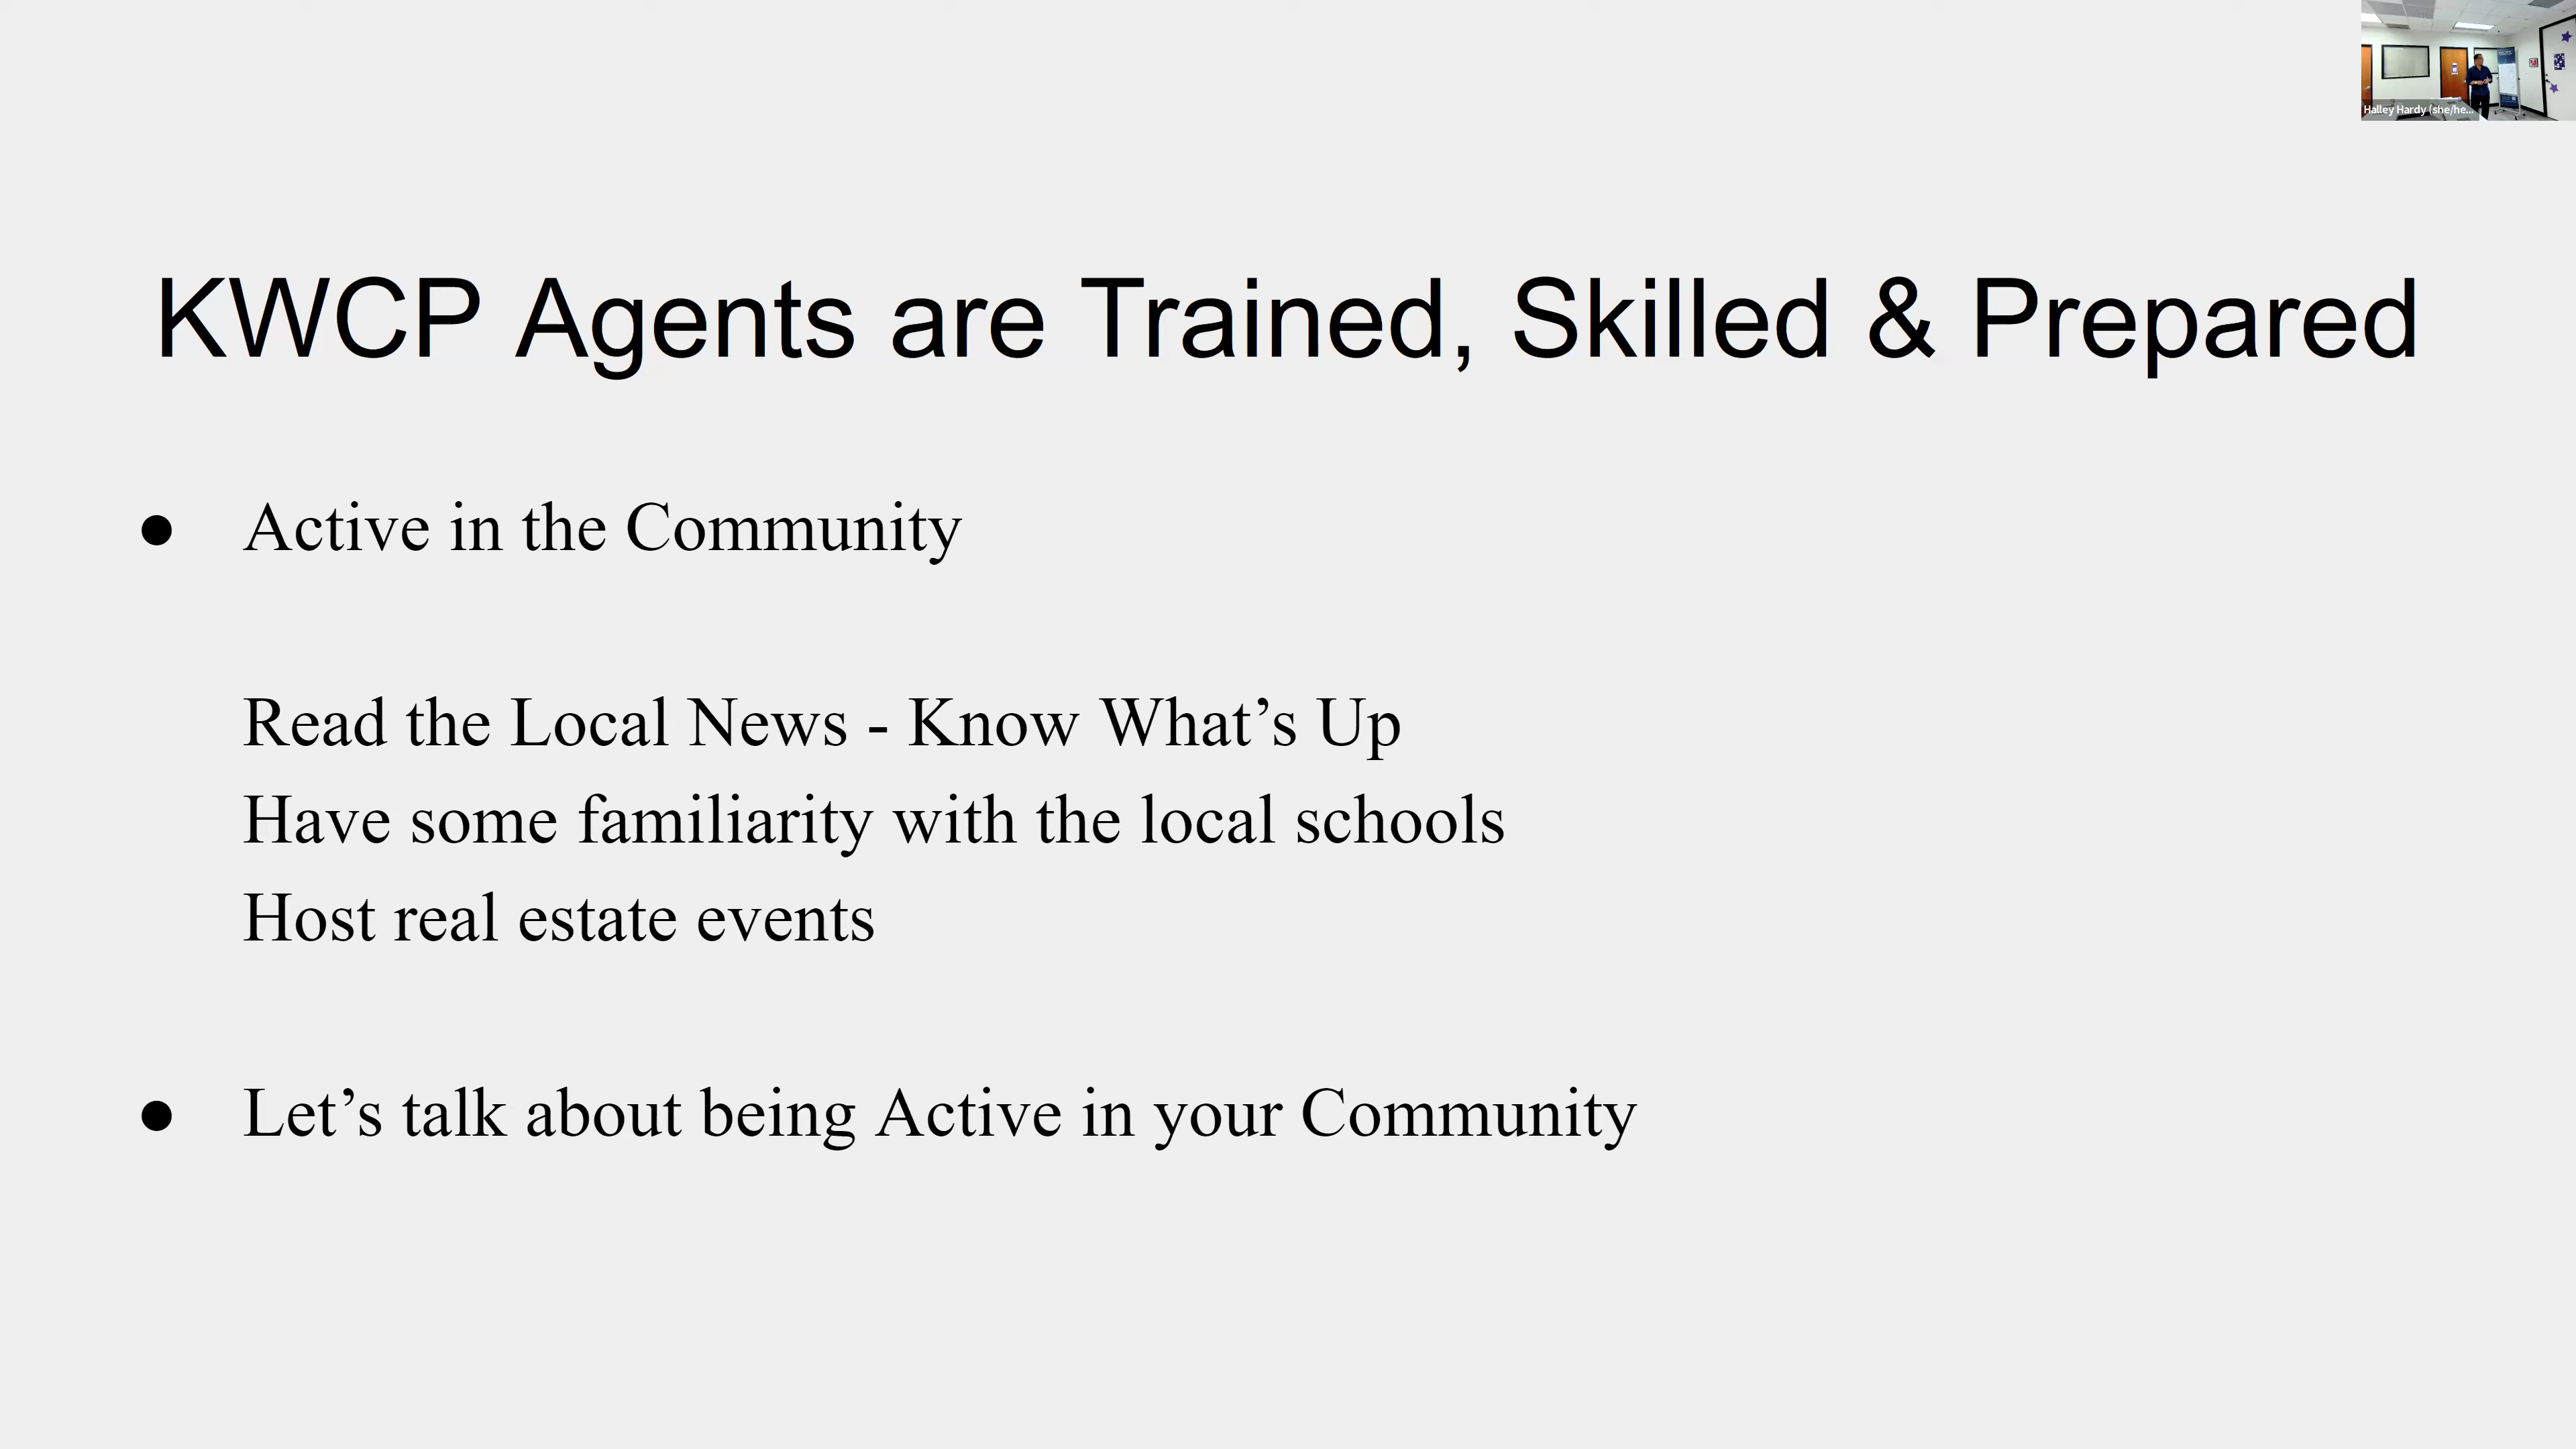 Halley Hardy (she/he...
KWCP Agents are Trained, Skilled & Prepared
● Active in the Community
Read the Local News - Know What’s Up
Have some familiarity with the local schools
Host real estate events
● Let’s talk about being Active in your Community